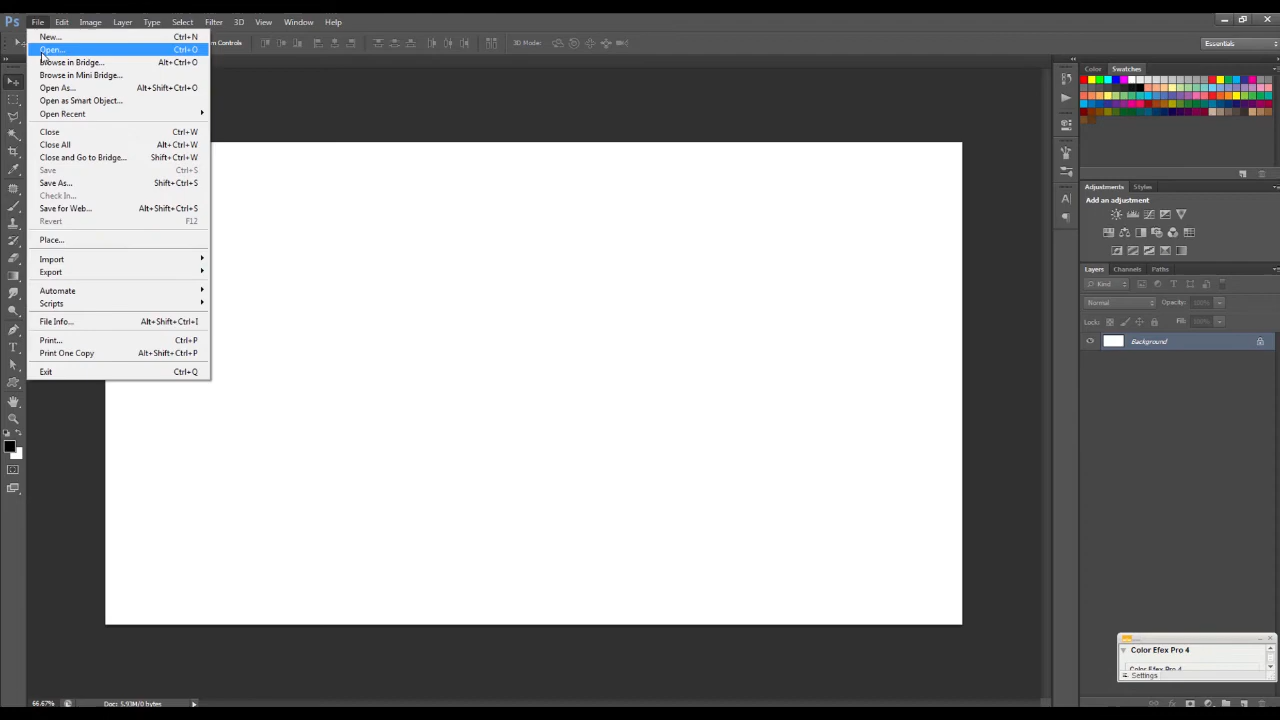 Ps File Edit Image Layer Type Select Filter 3D View Window Help
Controls 3D Mode: Essentials
New... Ctrl+N
Open... Ctrl+O
Browse in Bridge... Alt+Ctrl+O
Browse in Mini Bridge...
Open As... Alt+Shift+Ctrl+O
Open as Smart Object...
Open Recent
Close Ctrl+W
Close All Alt+Ctrl+W
Close and Go to Bridge... Shift+Ctrl+W
Save Ctrl+S
Save As... Shift+Ctrl+S
Check In...
Save for Web... Alt+Shift+Ctrl+S
Revert F12
Place...
Import
Export
Automate
Scripts
File Info... Alt+Shift+Ctrl+I
Print... Ctrl+P
Print One Copy Alt+Shift+Ctrl+P
Exit Ctrl+Q
Color Swatches
Adjustments Styles
Add an adjustment
Layers Channels Paths
Kind
Normal Opacity: 100%
Lock: Fill: 100%
Background
Color Efex Pro 4
Color Efex Pro 4
Settings
66.67% Doc: 5.93M/0 bytes